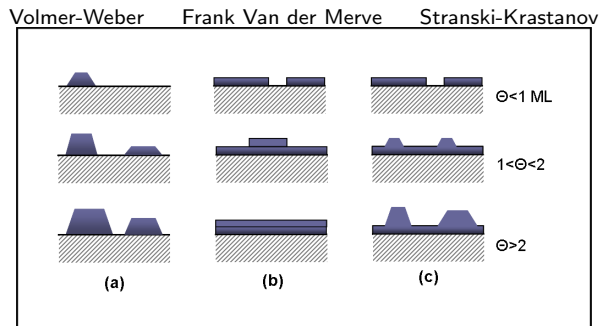 Volmer-Weber Frank Van der Merve Stranski-Krastanov
Θ<1 ML
1<Θ<2
Θ>2
(a) (b) (c)